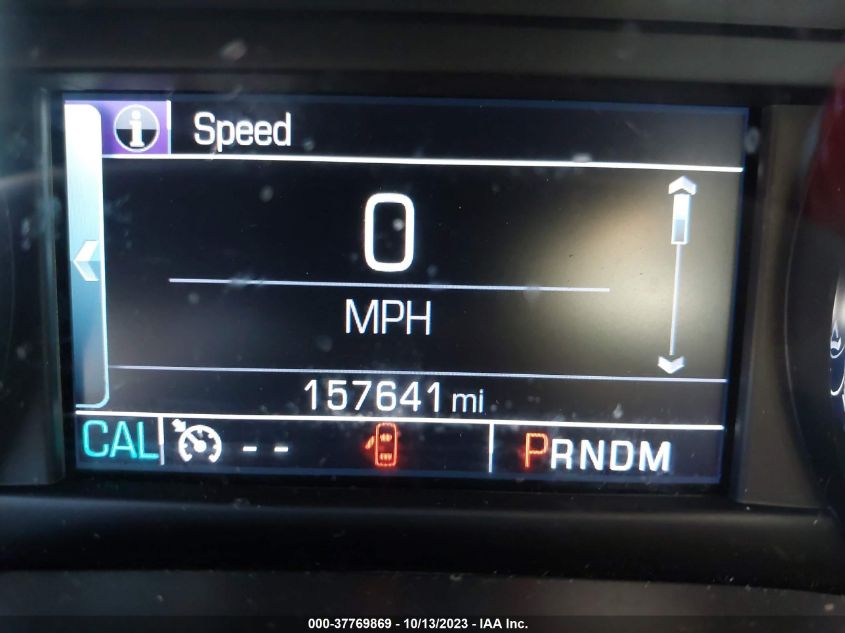 i Speed
0
MPH
157641 mi
CAL -- PRNDM
000-37769869 - 10/13/2023 - IAA Inc.